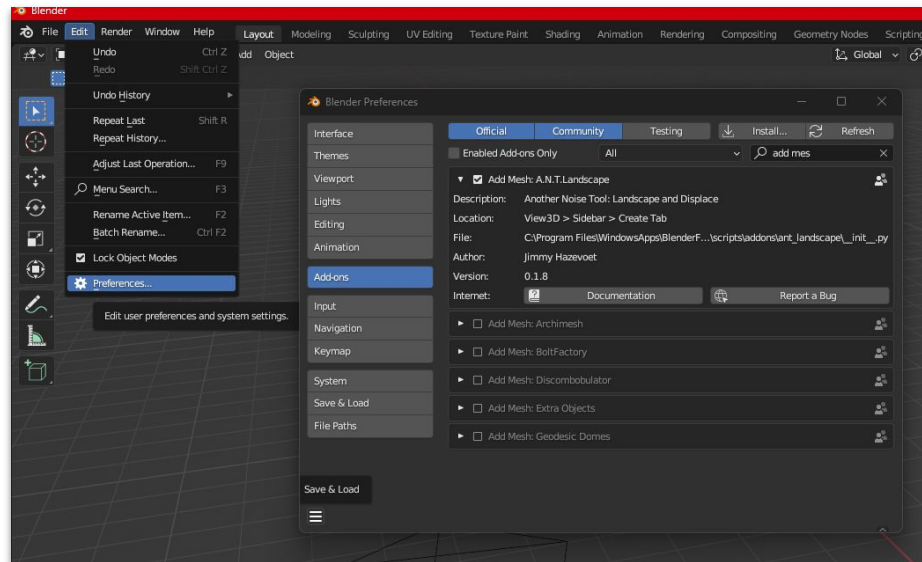 Blender
File Edit Render Window Help Layout Modeling Sculpting UV Editing Texture Paint Shading Animation Rendering Compositing Geometry Nodes Scripting
Add Object Global
Undo Ctrl Z
Redo Shift Ctrl Z
Undo History
Repeat Last Shift R
Repeat History...
Adjust Last Operation... F9
Menu Search... F3
Rename Active Item... F2
Batch Rename... Ctrl F2
Lock Object Modes
Preferences...
Edit user preferences and system settings.
Blender Preferences
Interface
Themes
Viewport
Lights
Editing
Animation
Add-ons
Input
Navigation
Keymap
System
Save & Load
File Paths
Save & Load
Official Community Testing Install... Refresh
Enabled Add-ons Only All add mes
Add Mesh: A.N.T.Landscape
Description: Another Noise Tool: Landscape and Displace
Location: View3D > Sidebar > Create Tab
File: C:\Program Files\WindowsApps\BlenderF...\scripts\addons\ant_landscape\__init__.py
Author: Jimmy Hazevoet
Version: 0.1.8
Internet: Documentation Report a Bug
Add Mesh: Archimesh
Add Mesh: BoltFactory
Add Mesh: Discombobulator
Add Mesh: Extra Objects
Add Mesh: Geodesic Domes